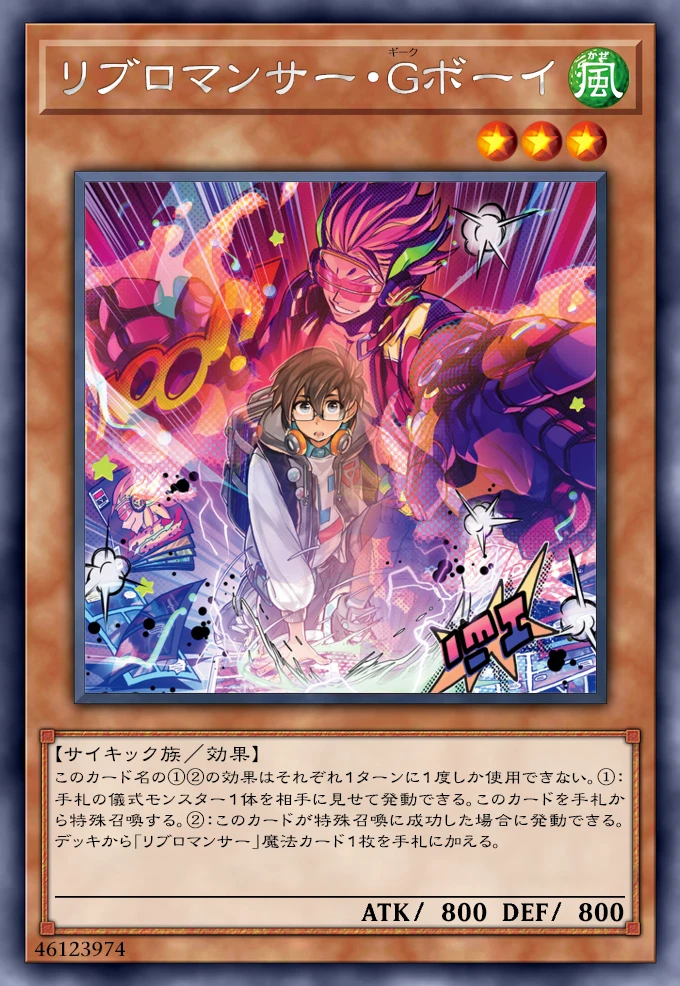 ギーク
リブロマンサー・Gボーイ
かぜ
風
【サイキック族／効果】
このカード名の①②の効果はそれぞれ1ターンに1度しか使用できない。①：
手札の儀式モンスター1体を相手に見せて発動できる。このカードを手札か
ら特殊召喚する。②：このカードが特殊召喚に成功した場合に発動できる。
デッキから「リブロマンサー」魔法カード1枚を手札に加える。
ATK/ 800 DEF/ 800
46123974